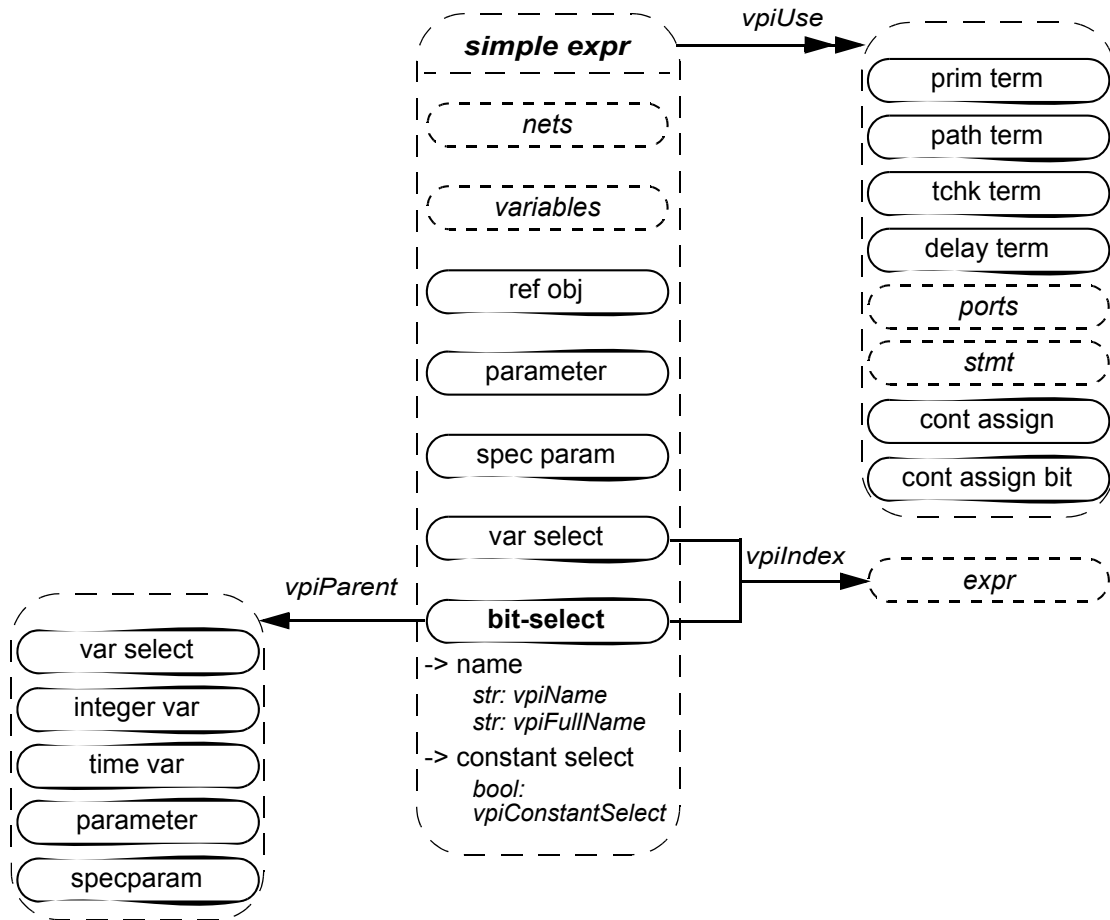 vpiUse
simple expr
nets
variables
ref obj
parameter
spec param
var select
bit-select
-> name
str: vpiName
str: vpiFullName
-> constant select
bool:
vpiConstantSelect
prim term
path term
tchk term
delay term
ports
stmt
cont assign
cont assign bit
vpiIndex
expr
vpiParent
var select
integer var
time var
parameter
specparam